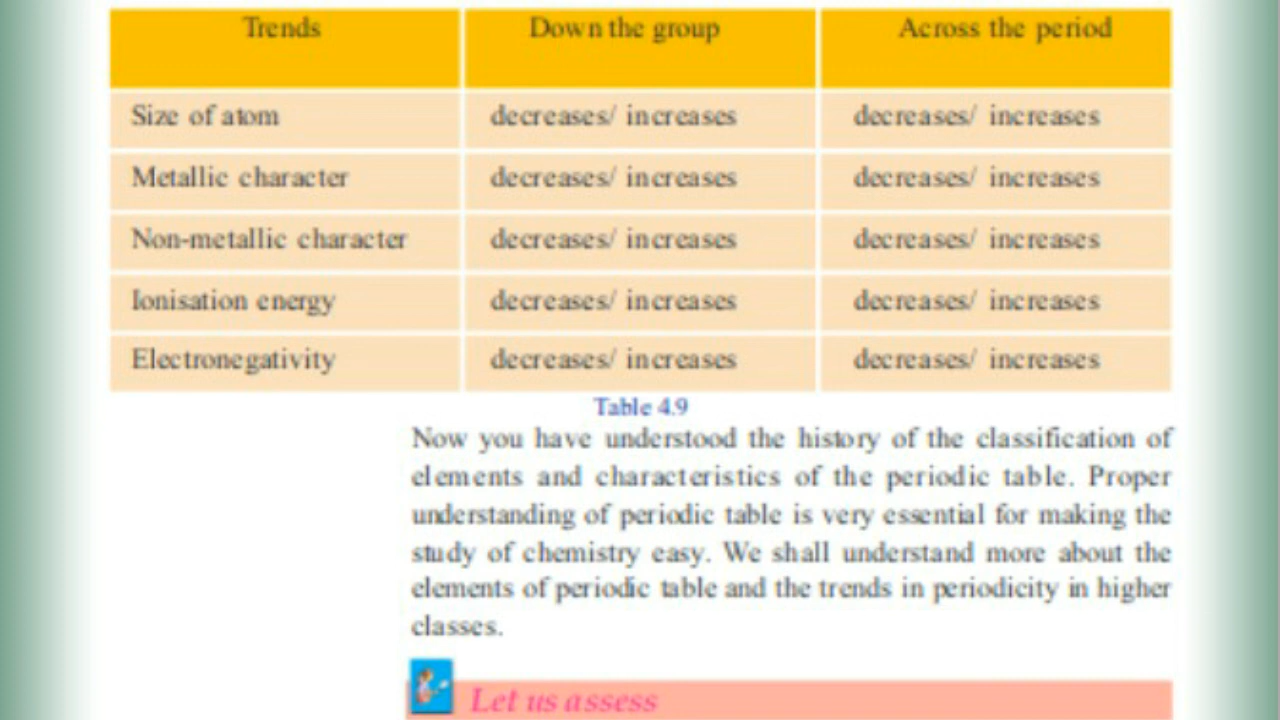 Trends Down the group Across the period
Size of atom decreases/ increases decreases/ increases
Metallic character decreases/ increases decreases/ increases
Non-metallic character decreases/ increases decreases/ increases
Ionisation energy decreases/ increases decreases/ increases
Electronegativity decreases/ increases decreases/ increases
Table 4.9
Now you have understood the history of the classification of
elements and characteristics of the periodic table. Proper
understanding of periodic table is very essential for making the
study of chemistry easy. We shall understand more about the
elements of periodic table and the trends in periodicity in higher
classes.
Let us assess